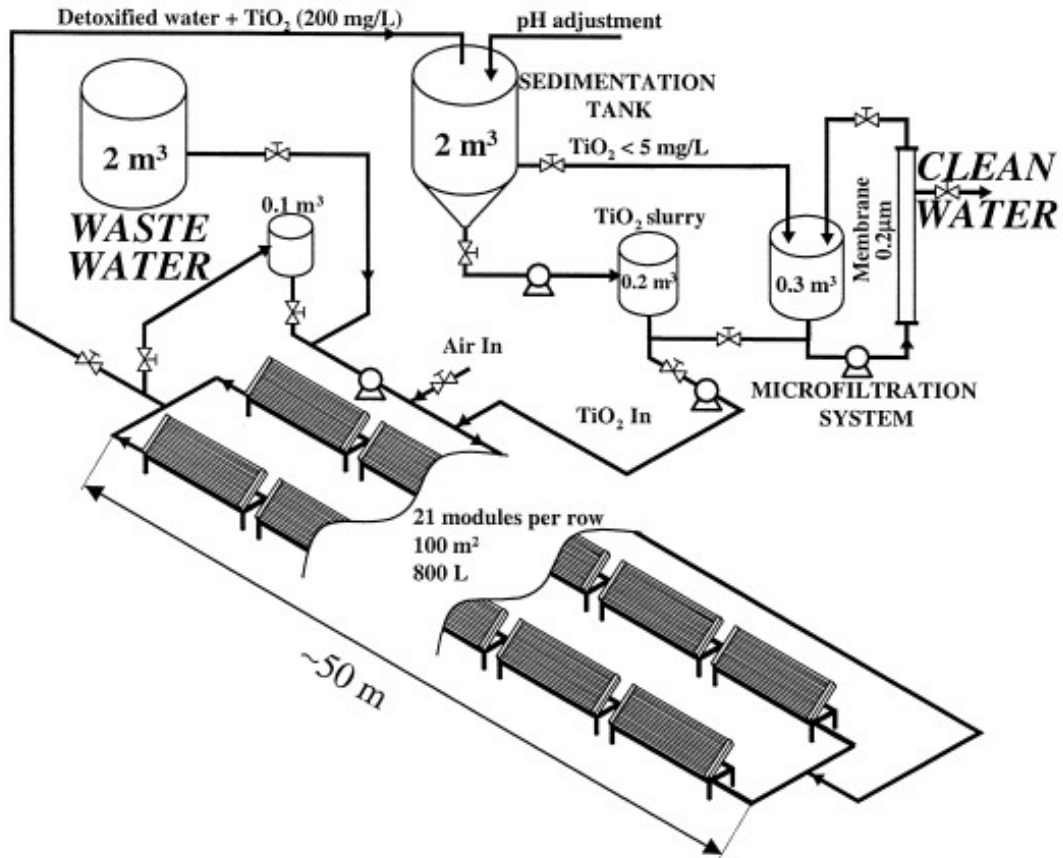 Detoxified water + TiO₂ (200 mg/L)
pH adjustment
SEDIMENTATION
TANK
2 m³
2 m³
TiO₂ < 5 mg/L
CLEAN
WATER
WASTE
WATER
0.1 m³
TiO₂ slurry
0.2 m³
0.3 m³
Membrane
0.2μm
Air In
TiO₂ In
MICROFILTRATION
SYSTEM
21 modules per row
100 m²
800 L
~50 m